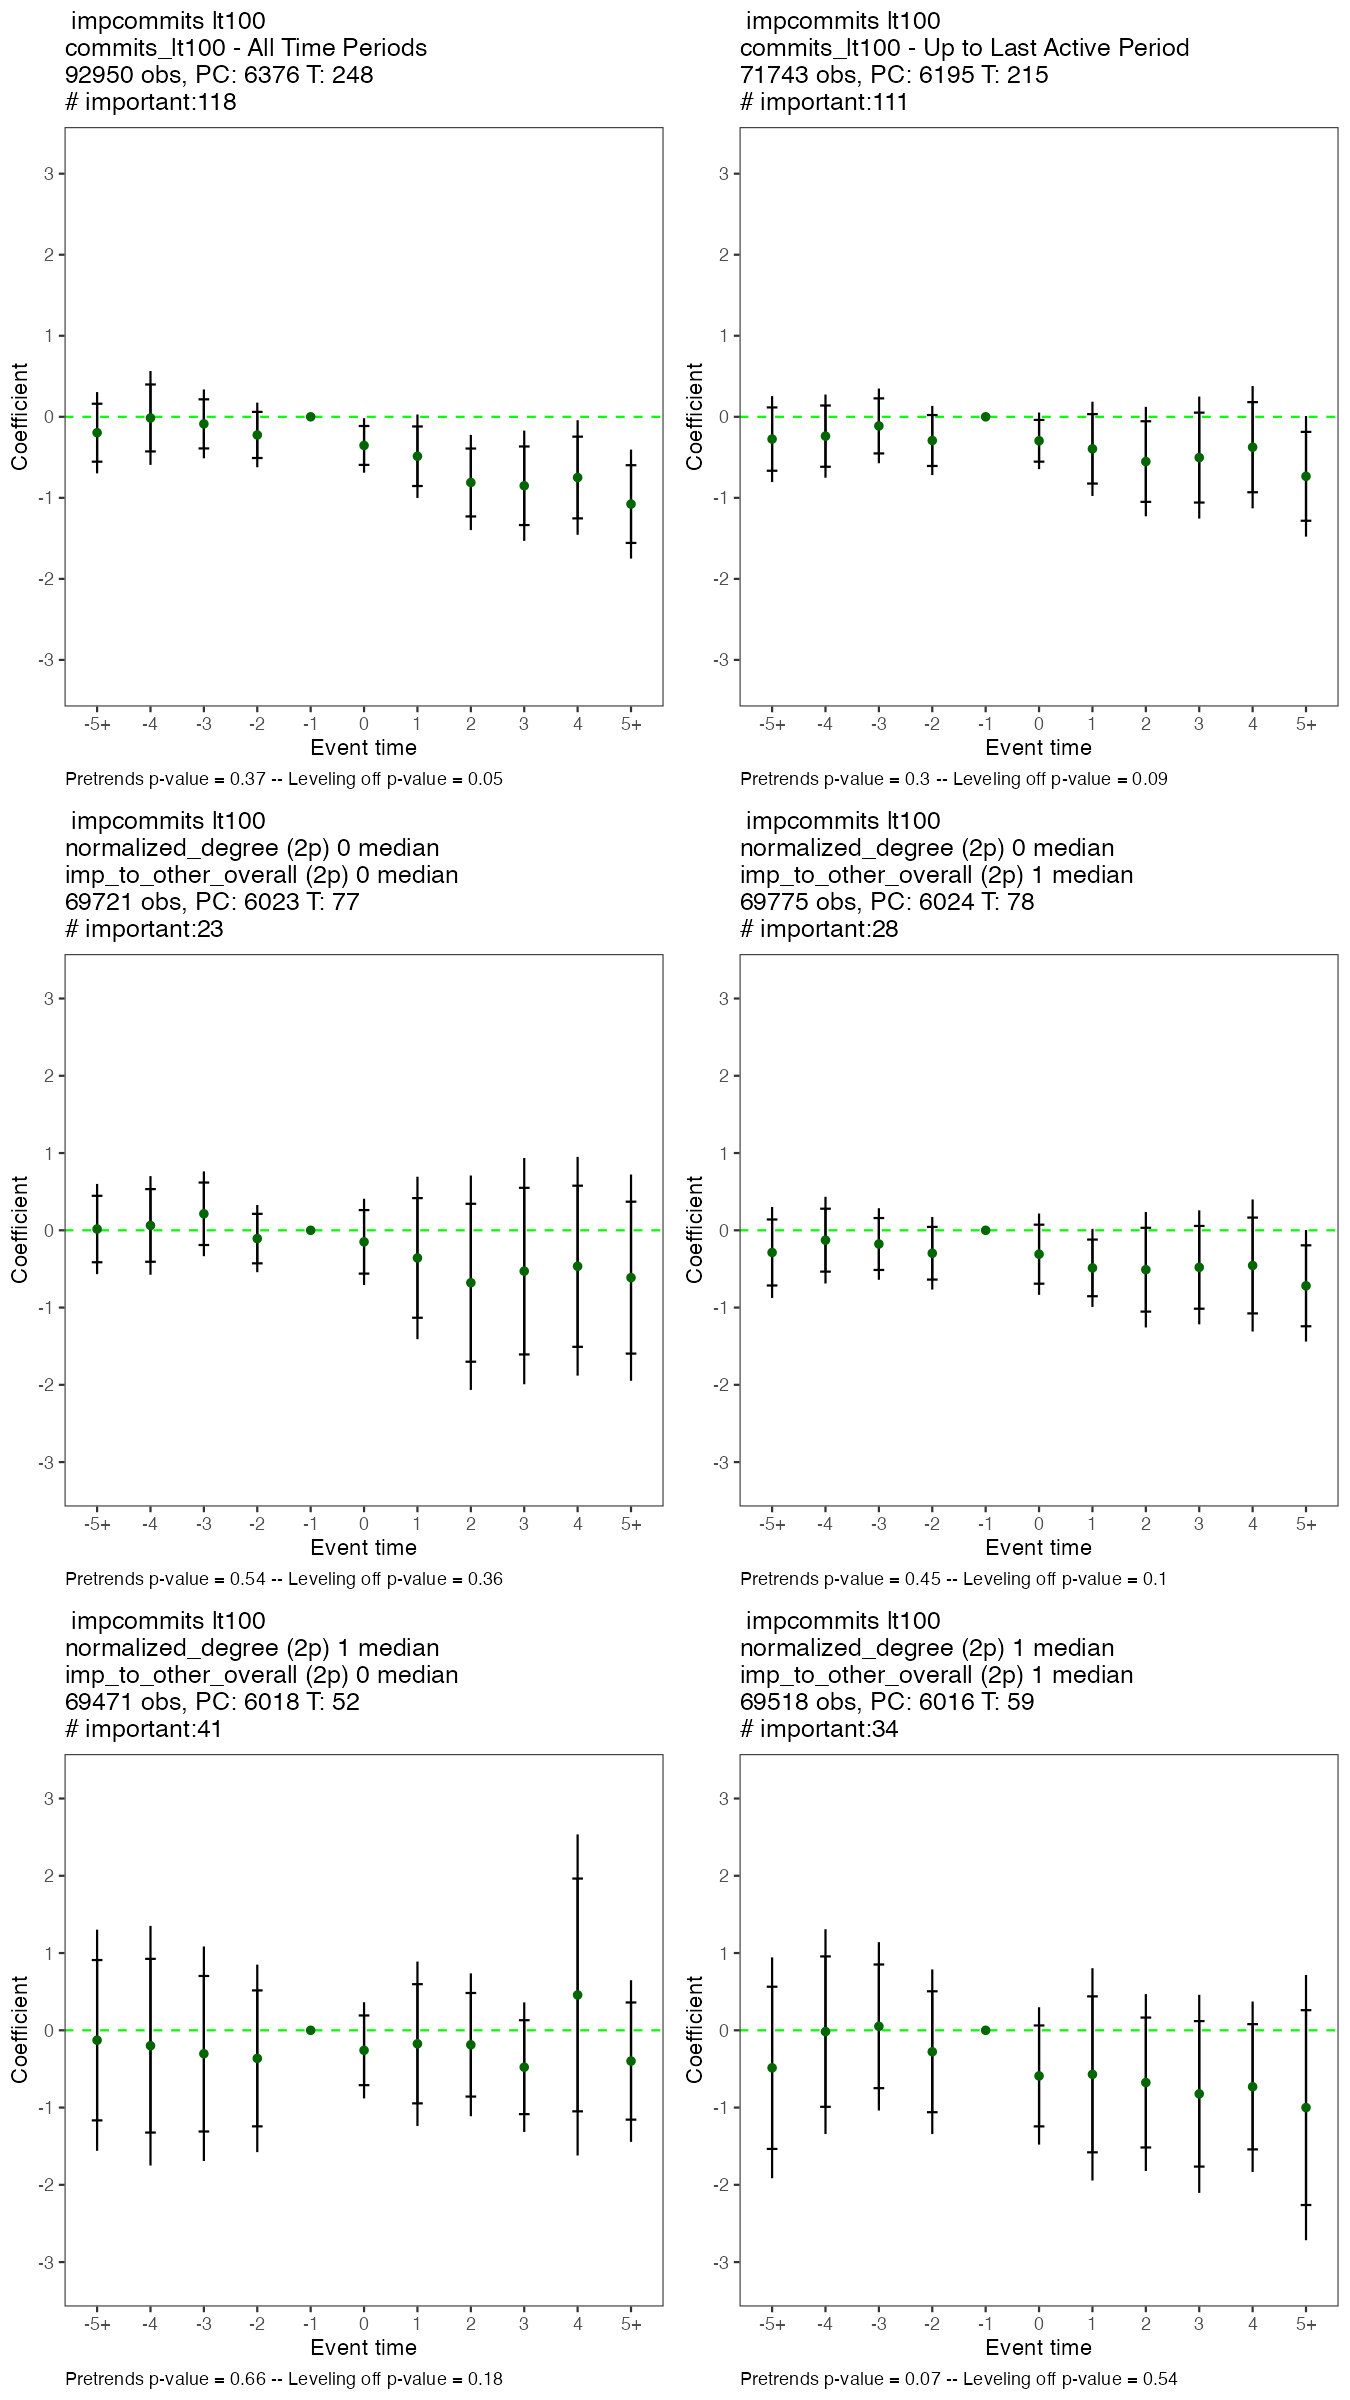 impcommits lt100
commits_lt100 - All Time Periods
92950 obs, PC: 6376 T: 248
# important:118
3
2
1
0
-1
-2
-3
Coefficient
-5+ -4 -3 -2 -1 0 1 2 3 4 5+
Event time
Pretrends p-value = 0.37 -- Leveling off p-value = 0.05
impcommits lt100
commits_lt100 - Up to Last Active Period
71743 obs, PC: 6195 T: 215
# important:111
3
2
1
0
-1
-2
-3
Coefficient
-5+ -4 -3 -2 -1 0 1 2 3 4 5+
Event time
Pretrends p-value = 0.3 -- Leveling off p-value = 0.09
impcommits lt100
normalized_degree (2p) 0 median
imp_to_other_overall (2p) 0 median
69721 obs, PC: 6023 T: 77
# important:23
3
2
1
0
-1
-2
-3
Coefficient
-5+ -4 -3 -2 -1 0 1 2 3 4 5+
Event time
Pretrends p-value = 0.54 -- Leveling off p-value = 0.36
impcommits lt100
normalized_degree (2p) 0 median
imp_to_other_overall (2p) 1 median
69775 obs, PC: 6024 T: 78
# important:28
3
2
1
0
-1
-2
-3
Coefficient
-5+ -4 -3 -2 -1 0 1 2 3 4 5+
Event time
Pretrends p-value = 0.45 -- Leveling off p-value = 0.1
impcommits lt100
normalized_degree (2p) 1 median
imp_to_other_overall (2p) 0 median
69471 obs, PC: 6018 T: 52
# important:41
3
2
1
0
-1
-2
-3
Coefficient
-5+ -4 -3 -2 -1 0 1 2 3 4 5+
Event time
Pretrends p-value = 0.66 -- Leveling off p-value = 0.18
impcommits lt100
normalized_degree (2p) 1 median
imp_to_other_overall (2p) 1 median
69518 obs, PC: 6016 T: 59
# important:34
3
2
1
0
-1
-2
-3
Coefficient
-5+ -4 -3 -2 -1 0 1 2 3 4 5+
Event time
Pretrends p-value = 0.07 -- Leveling off p-value = 0.54